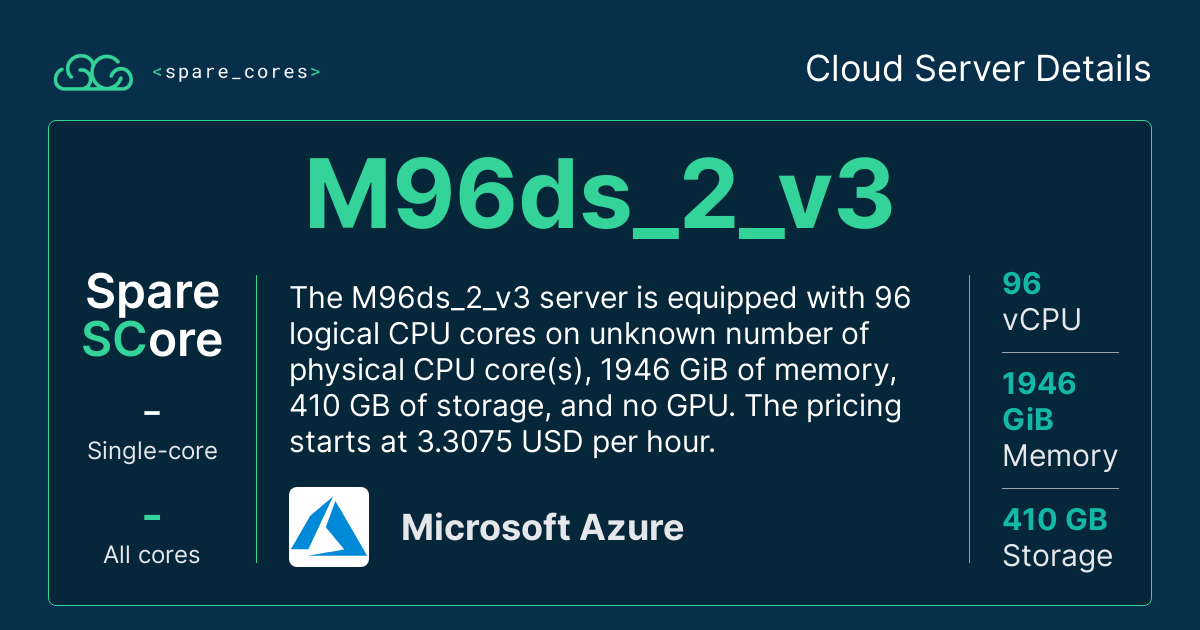 <spare_cores>
Cloud Server Details
M96ds_2_v3
Spare
SCore
–
Single-core
–
All cores
The M96ds_2_v3 server is equipped with 96
logical CPU cores on unknown number of
physical CPU core(s), 1946 GiB of memory,
410 GB of storage, and no GPU. The pricing
starts at 3.3075 USD per hour.
Microsoft Azure
96
vCPU
1946
GiB
Memory
410 GB
Storage